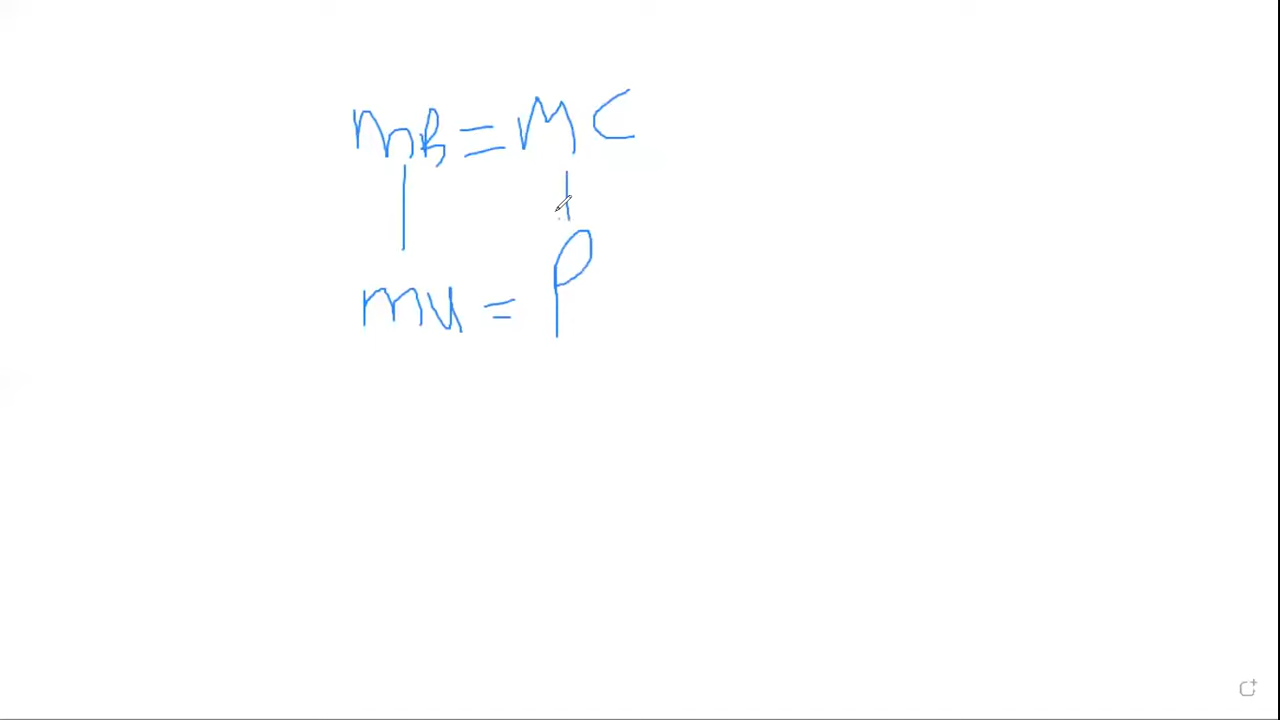 MB = MC
MU = P